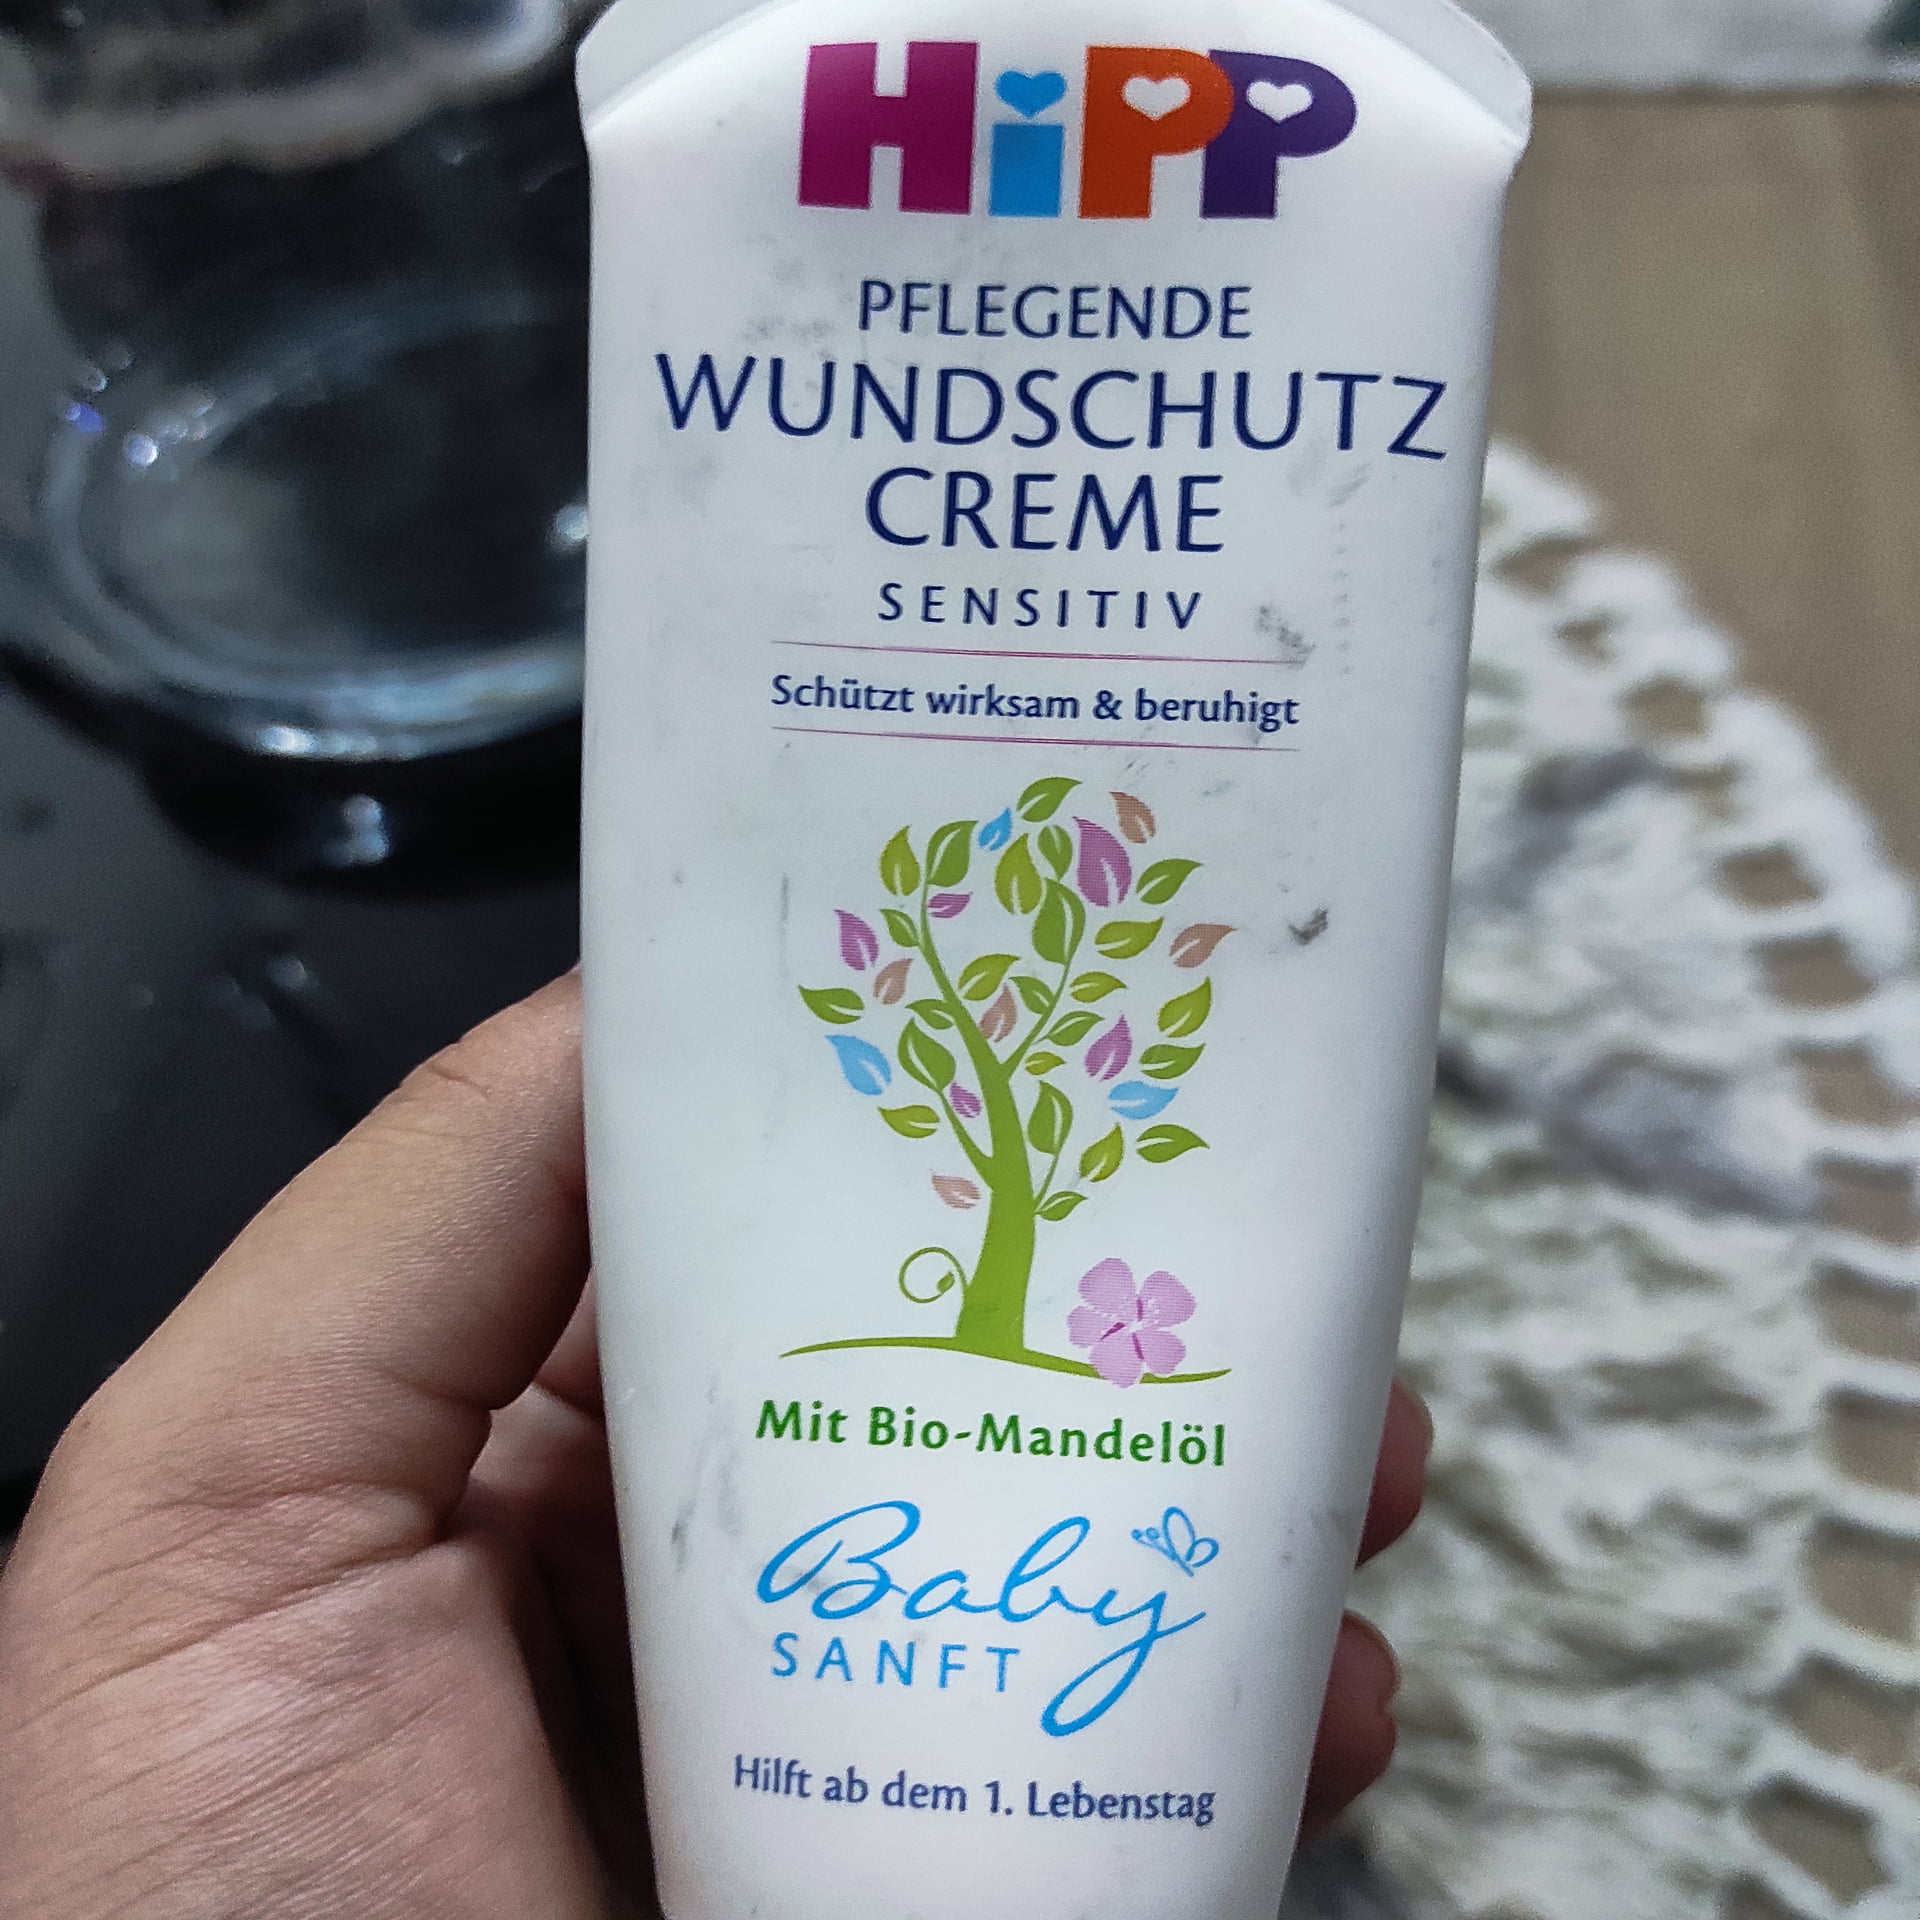 HiPP
PFLEGENDE
WUNDSCHUTZ
CREME
SENSITIV
Schützt wirksam & beruhigt
Mit Bio-Mandelöl
Baby
SANFT
Hilft ab dem 1. Lebenstag